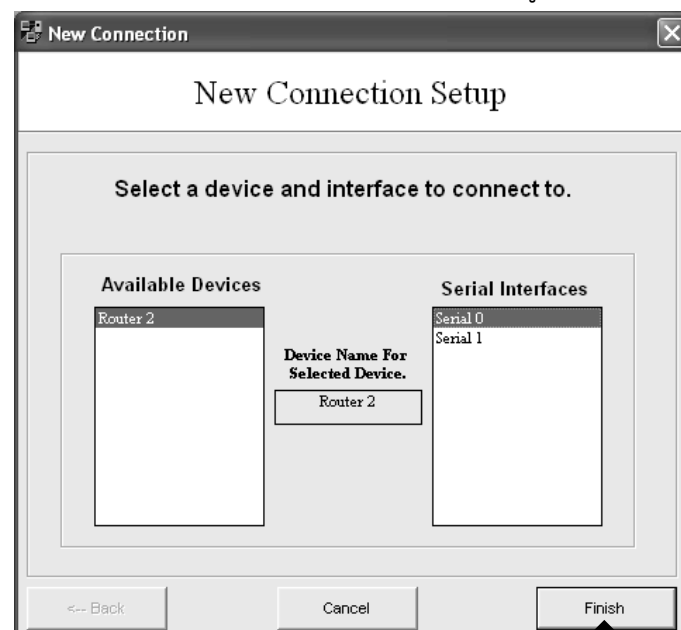 New Connection
New Connection Setup
Select a device and interface to connect to.
Available Devices
Serial Interfaces
Router 2
Serial 0
Serial 1
Device Name For
Selected Device.
Router 2
<-- Back
Cancel
Finish